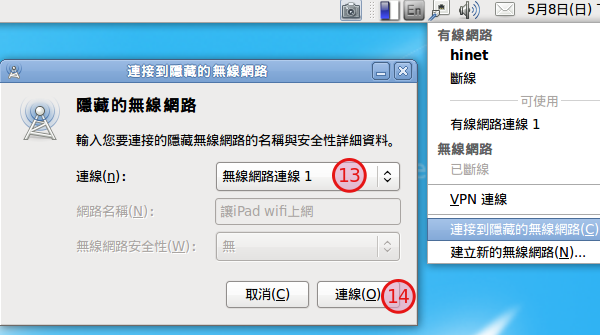 En
5月8日(日)
有線網路
hinet
斷線
可使用
有線網路連線 1
無線網路
已斷線
VPN 連線
連接到隱藏的無線網路(C)
建立新的無線網路(N)...
連接到隱藏的無線網路
隱藏的無線網路
輸入您要連接的隱藏無線網路的名稱與安全性詳細資料。
連線(n):
無線網路連線 1
13
網路名稱(N):
讓iPad wifi上網
無線網路安全性(W):
無
取消(C)
連線(O)
14